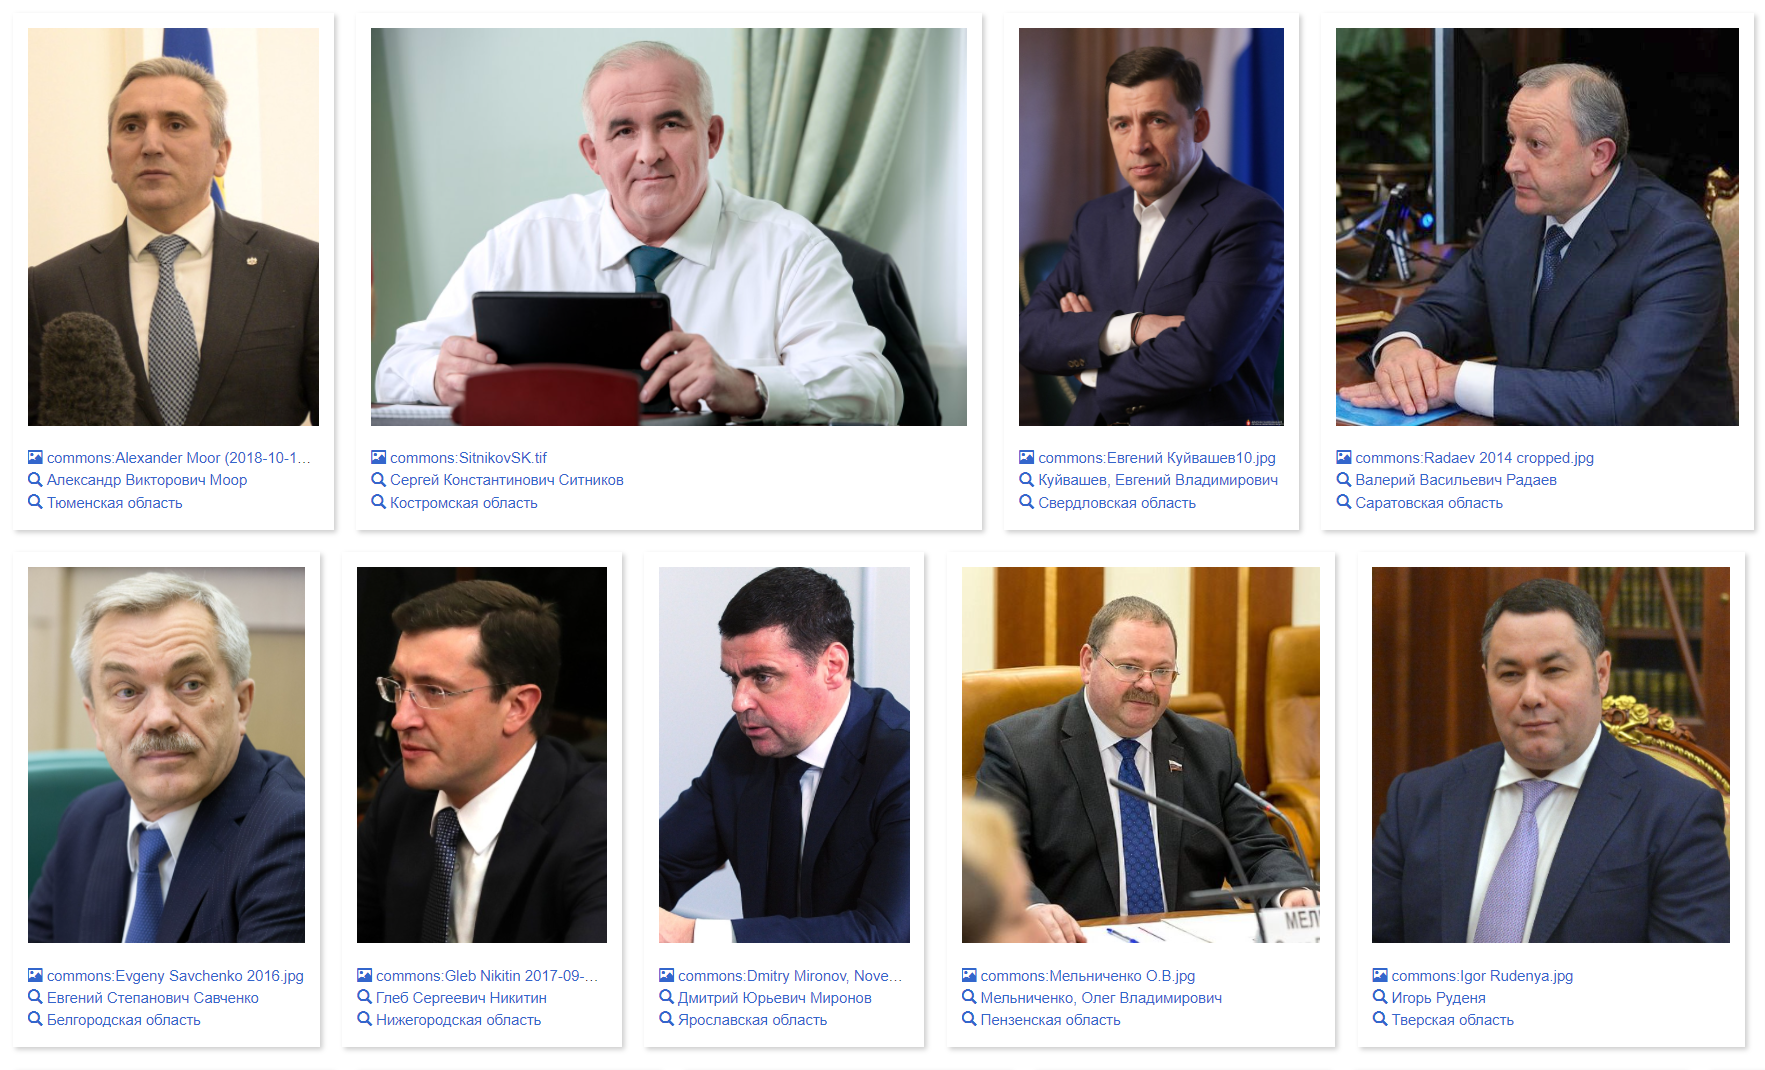 commons:Alexander Moor (2018-10-1...
Александр Викторович Моор
Тюменская область
commons:SitnikovSK.tif
Сергей Константинович Ситников
Костромская область
commons:Евгений Куйвашев10.jpg
Куйвашев, Евгений Владимирович
Свердловская область
commons:Radaev 2014 cropped.jpg
Валерий Васильевич Радаев
Саратовская область
commons:Evgeny Savchenko 2016.jpg
Евгений Степанович Савченко
Белгородская область
commons:Gleb Nikitin 2017-09-...
Глеб Сергеевич Никитин
Нижегородская область
commons:Dmitry Mironov, Nove...
Дмитрий Юрьевич Миронов
Ярославская область
МЕЛ
commons:Мельниченко О.В.jpg
Мельниченко, Олег Владимирович
Пензенская область
commons:Igor Rudenya.jpg
Игорь Руденя
Тверская область